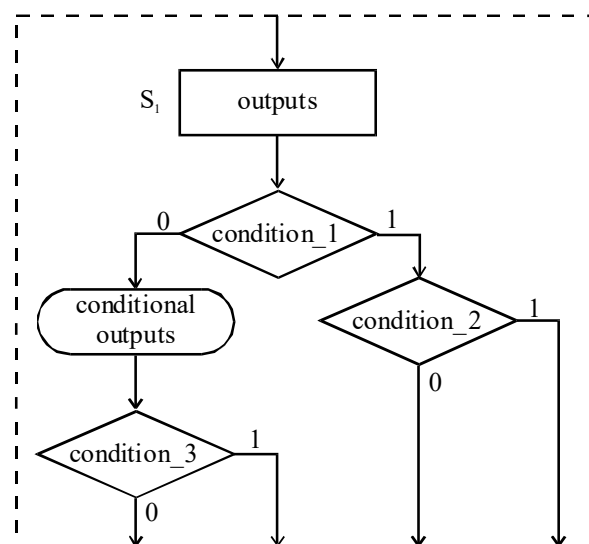 S₁
outputs
condition_1
0
1
conditional
outputs
condition_2
1
0
condition_3
1
0